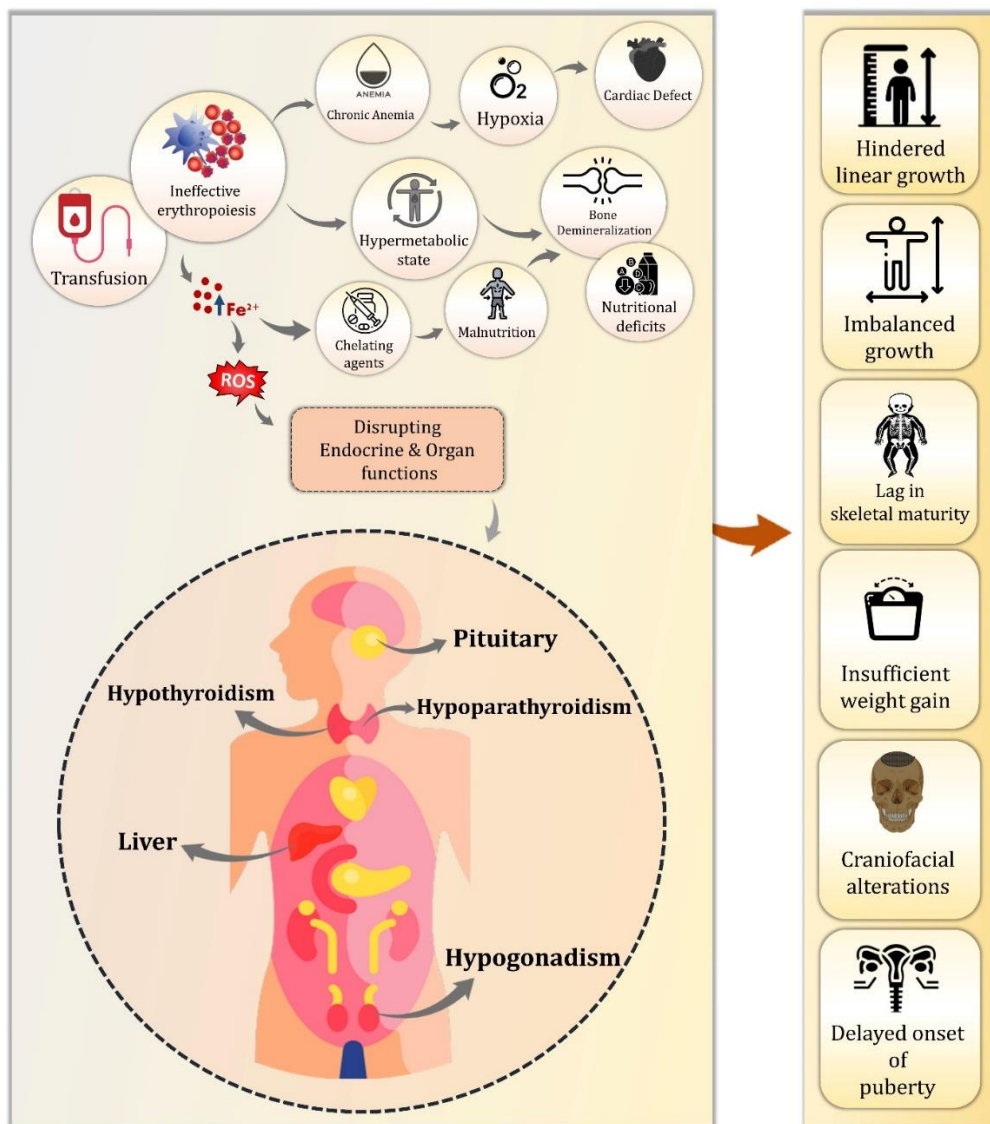 ANEMIA
Chronic Anemia
O2
Hypoxia
Cardiac Defect
Ineffective
erythropoiesis
Transfusion
Hypermetabolic
state
Bone
Demineralization
Fe²⁺
Chelating
agents
Malnutrition
A B D C
Nutritional
deficits
ROS
Disrupting
Endocrine & Organ
functions
Pituitary
Hypothyroidism
Hypoparathyroidism
Liver
Hypogonadism
Hindered
linear growth
Imbalanced
growth
Lag in
skeletal maturity
Insufficient
weight gain
Craniofacial
alterations
Delayed onset
of
puberty